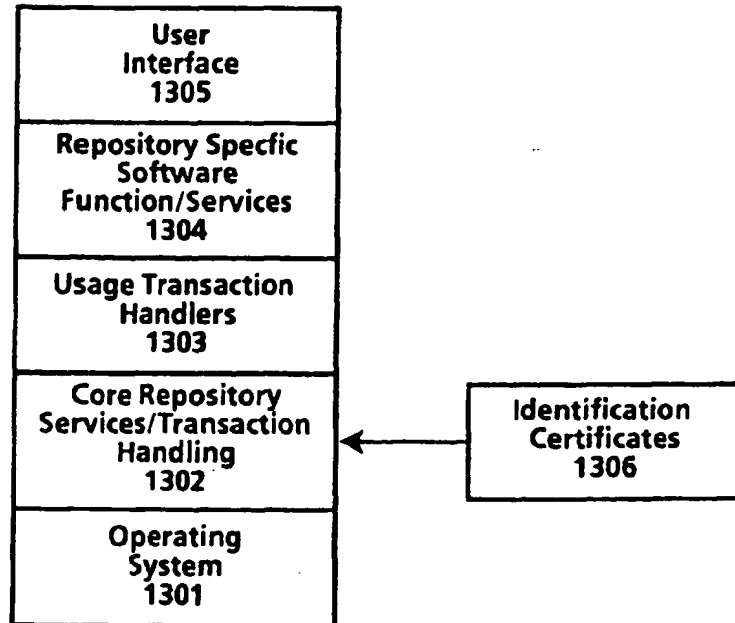 User
Interface
1305
Repository Specfic
Software
Function/Services
1304
Usage Transaction
Handlers
1303
Core Repository
Services/Transaction
Handling
1302
Identification
Certificates
1306
Operating
System
1301